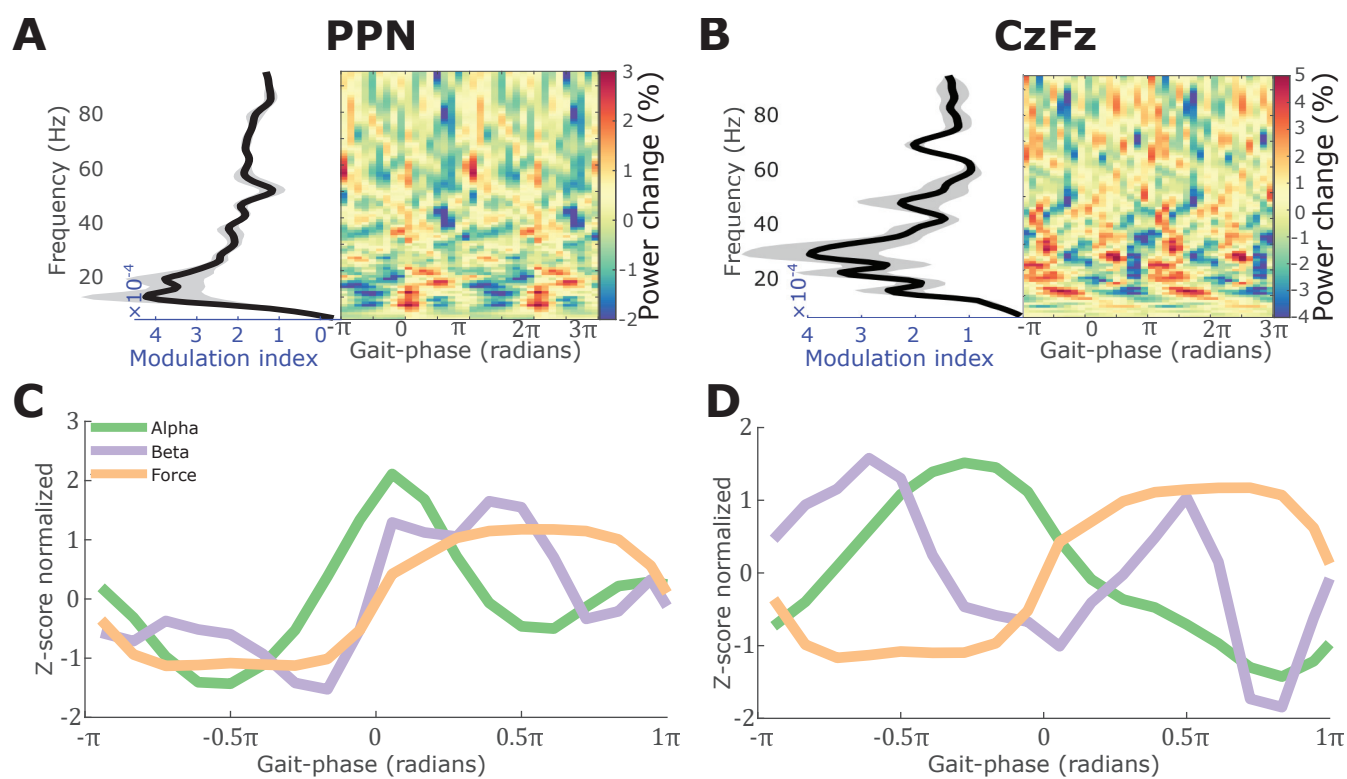 A
PPN
Frequency (Hz)
80
60
40
20
×10-4
4 3 2 1 0
Modulation index
-π 0 π 2π 3π
Gait-phase (radians)
3
2
1
0
-1
-2
Power change (%)
B
CzFz
Frequency (Hz)
80
60
40
20
×10-4
4 3 2 1
Modulation index
-π 0 π 2π 3π
Gait-phase (radians)
5
4
3
2
1
0
-1
-2
-3
-4
Power change (%)
C
Z-score normalized
3
2
1
0
-1
-2
Alpha
Beta
Force
-π -0.5π 0 0.5π 1π
Gait-phase (radians)
D
Z-score normalized
2
1
0
-1
-2
-π -0.5π 0 0.5π 1π
Gait-phase (radians)